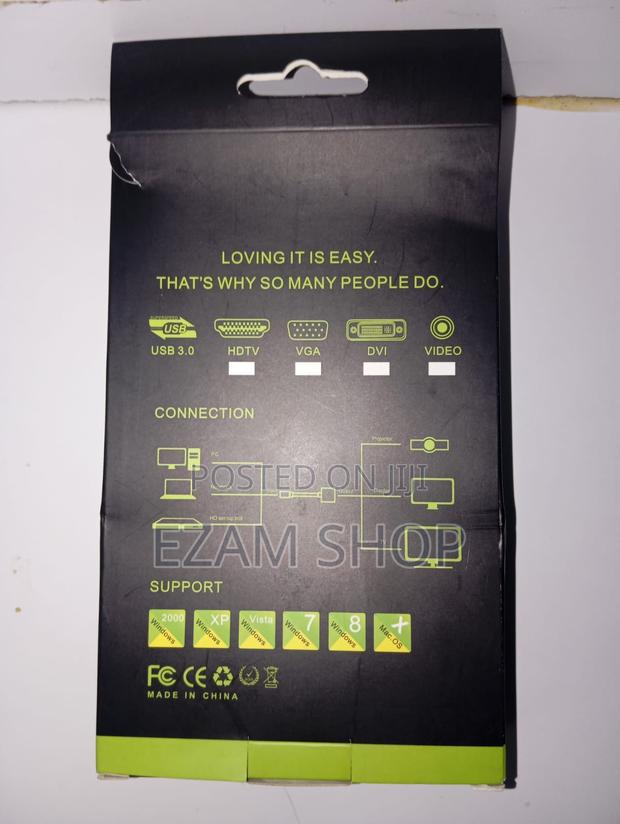 LOVING IT IS EASY.
THAT'S WHY SO MANY PEOPLE DO.
SUPERSPEED
USB
USB 3.0 HDTV VGA DVI VIDEO
CONNECTION
Projector
PC
POSTED ON JIJI
EZAM SHOP
SUPPORT
2000 XP Vista 7 8 +
Windows Windows Windows Windows Windows Mac.OS
FC CE
MADE IN CHINA